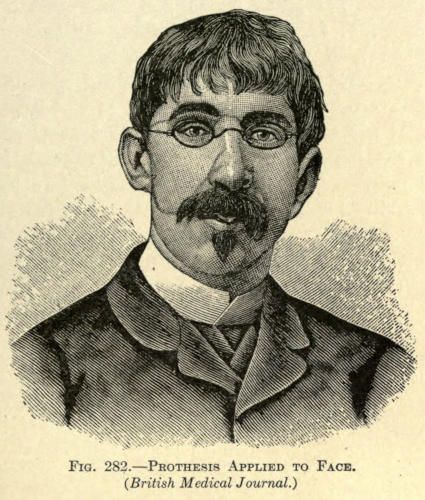 Fig. 282.—Prothesis Applied to Face.
(British Medical Journal.)